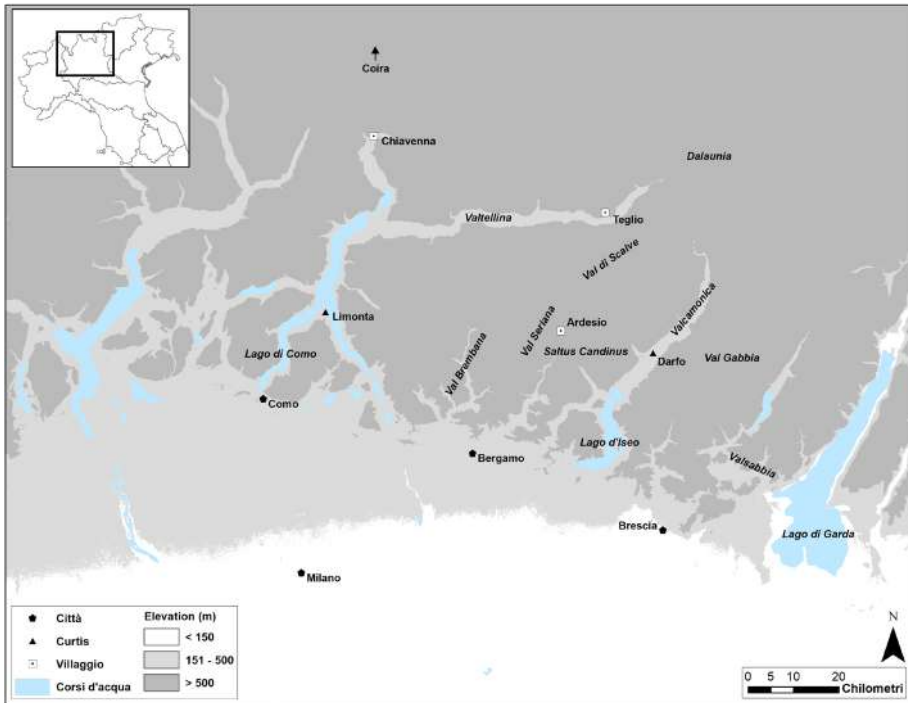 Coira
Chiavenna
Dalaunia
Valtellina
Teglio
Val di Scalve
Valcamonica
Limonta
Ardesio
Val Seriana
Val Brembana
Lago di Como
Saltus Candinus
Darfo
Val Gabbia
Como
Lago d'Iseo
Bergamo
Valsabbia
Brescia
Lago di Garda
Milano
Città
Curtis
Villaggio
Corsi d'acqua
Elevation (m)
< 150
151 - 500
> 500
N
0 5 10 20
Chilometri